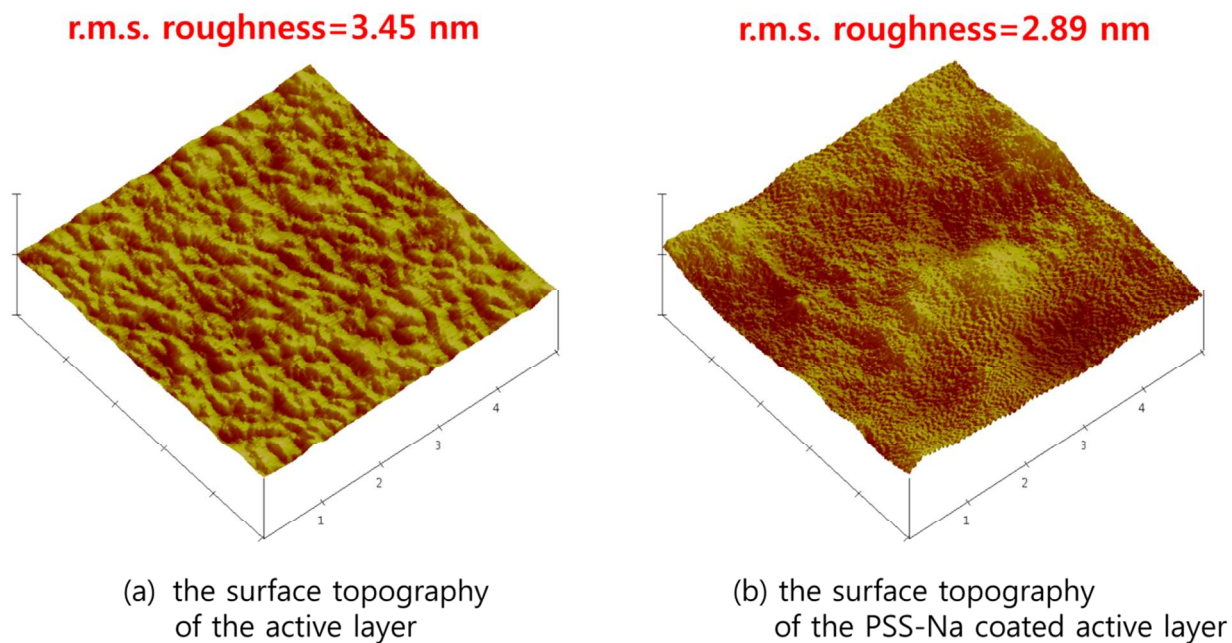 r.m.s. roughness=3.45 nm
r.m.s. roughness=2.89 nm
1
2
3
4
1
2
3
4
(a) the surface topography
of the active layer
(b) the surface topography
of the PSS-Na coated active layer